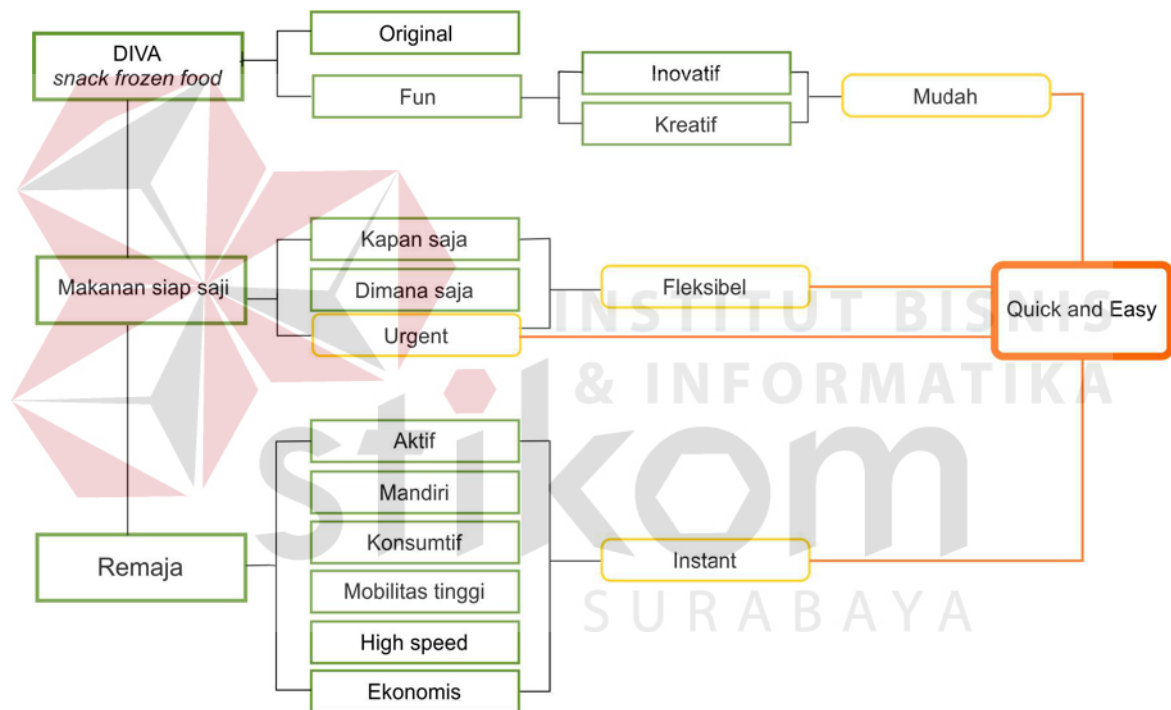 DIVA
snack frozen food
Original
Fun
Inovatif
Kreatif
Mudah
Makanan siap saji
Kapan saja
Dimana saja
Urgent
Fleksibel
Quick and Easy
Remaja
Aktif
Mandiri
Konsumtif
Mobilitas tinggi
High speed
Ekonomis
Instant
INSTITUT BISNIS
& INFORMATIKA
stikom
SURABAYA